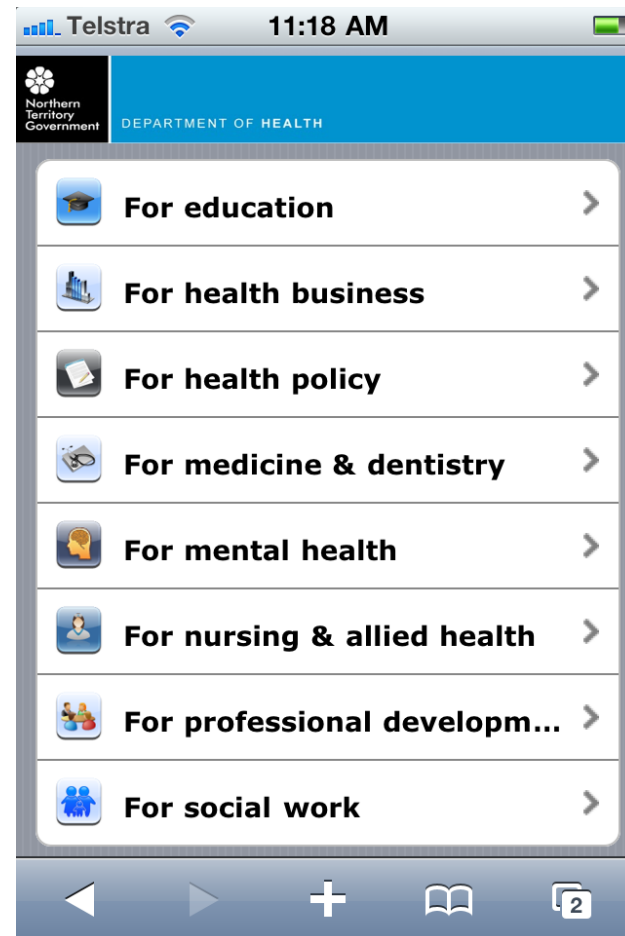 Telstra 11:18 AM
Northern
Territory
Government
DEPARTMENT OF HEALTH
For education
For health business
For health policy
For medicine & dentistry
For mental health
For nursing & allied health
For professional developm...
For social work
2